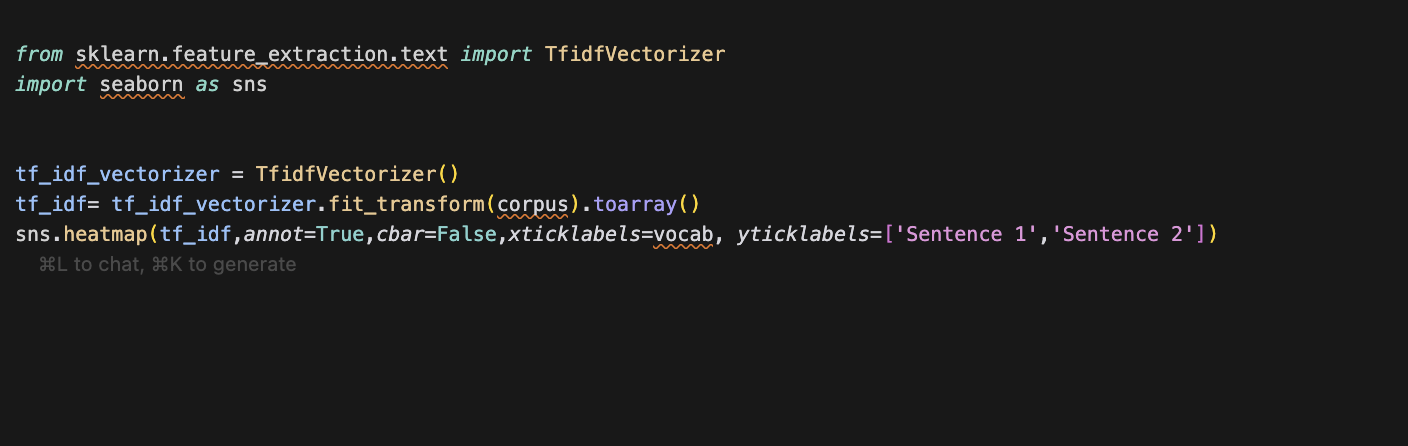 from sklearn.feature_extraction.text import TfidfVectorizer
import seaborn as sns
tf_idf_vectorizer = TfidfVectorizer()
tf_idf= tf_idf_vectorizer.fit_transform(corpus).toarray()
sns.heatmap(tf_idf,annot=True,cbar=False,xticklabels=vocab, yticklabels=['Sentence 1','Sentence 2'])
⌘L to chat, ⌘K to generate